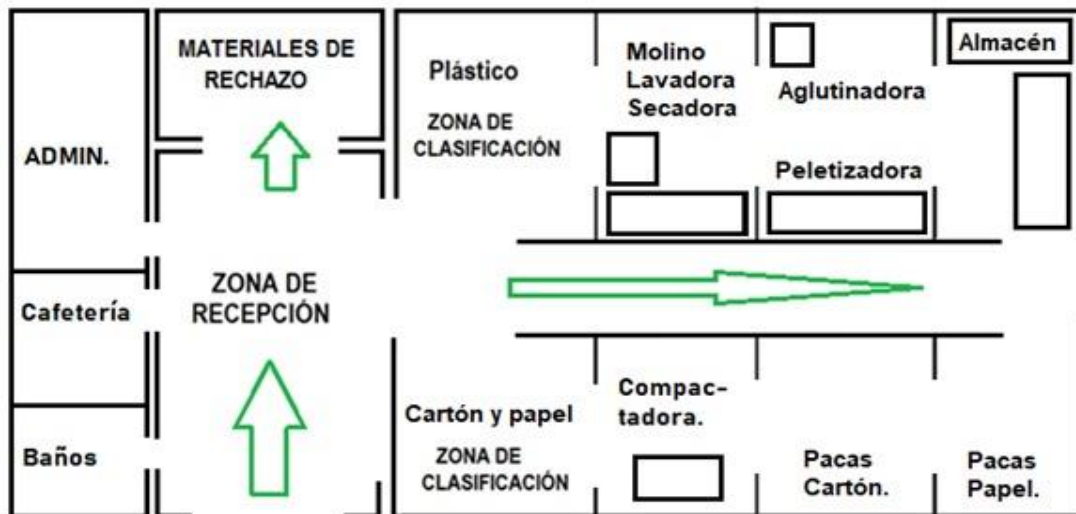 ADMIN.
Cafetería
Baños
MATERIALES DE
RECHAZO
ZONA DE
RECEPCIÓN
Plástico
ZONA DE
CLASIFICACIÓN
Molino
Lavadora
Secadora
Aglutinadora
Peletizadora
Almacén
Cartón y papel
ZONA DE
CLASIFICACIÓN
Compac-
tadora.
Pacas
Cartón.
Pacas
Papel.